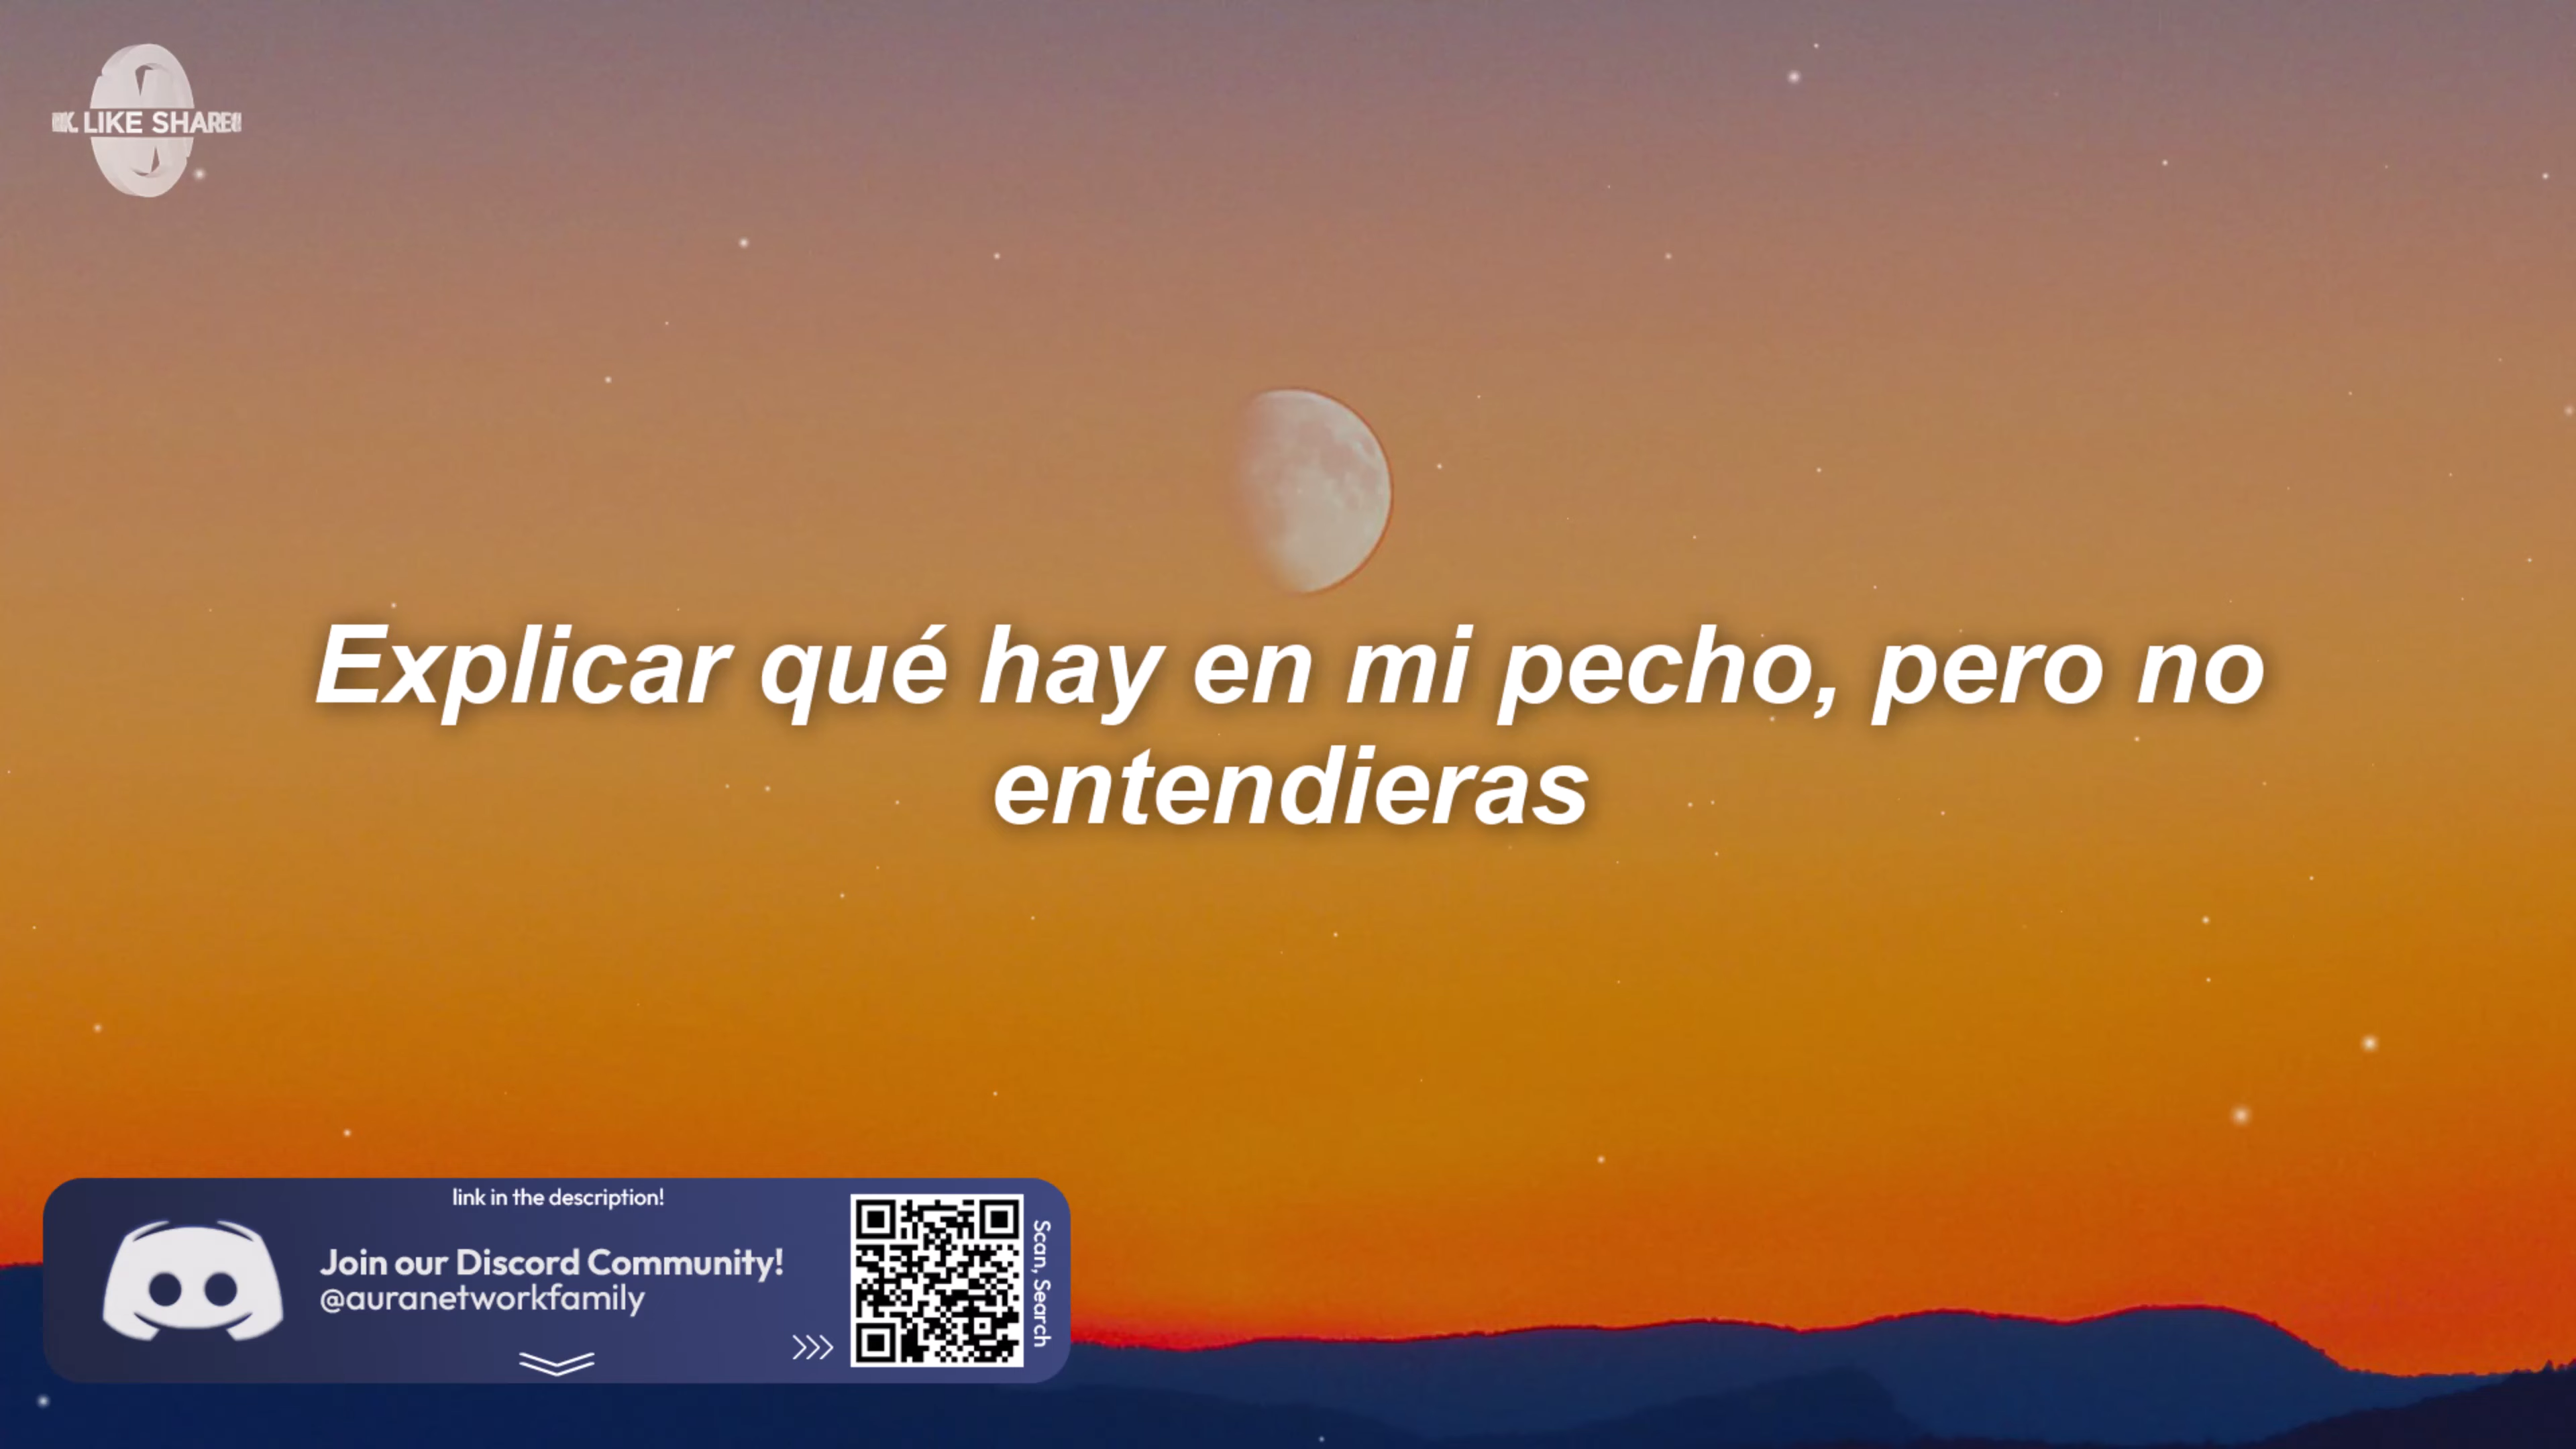 LIKE SHARE
Explicar qué hay en mi pecho, pero no
entendieras
link in the description!
Join our Discord Community!
@auranetworkfamily
Scan, Search